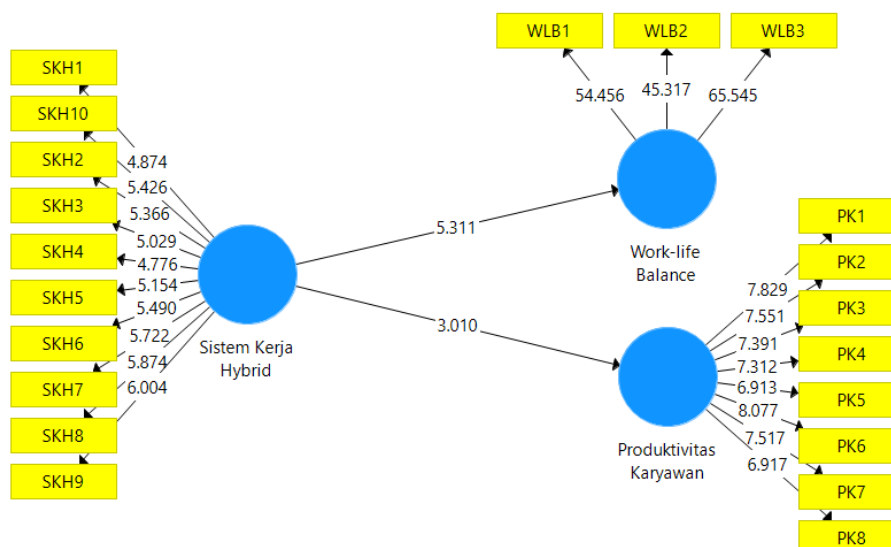 WLB1
WLB2
WLB3
54.456
45.317
65.545
SKH1
SKH10
SKH2
SKH3
SKH4
SKH5
SKH6
SKH7
SKH8
SKH9
4.874
5.426
5.366
5.029
4.776
5.154
5.490
5.722
5.874
6.004
Sistem Kerja
Hybrid
5.311
3.010
Work-life
Balance
Produktivitas
Karyawan
7.829
7.551
7.391
7.312
6.913
8.077
7.517
6.917
PK1
PK2
PK3
PK4
PK5
PK6
PK7
PK8